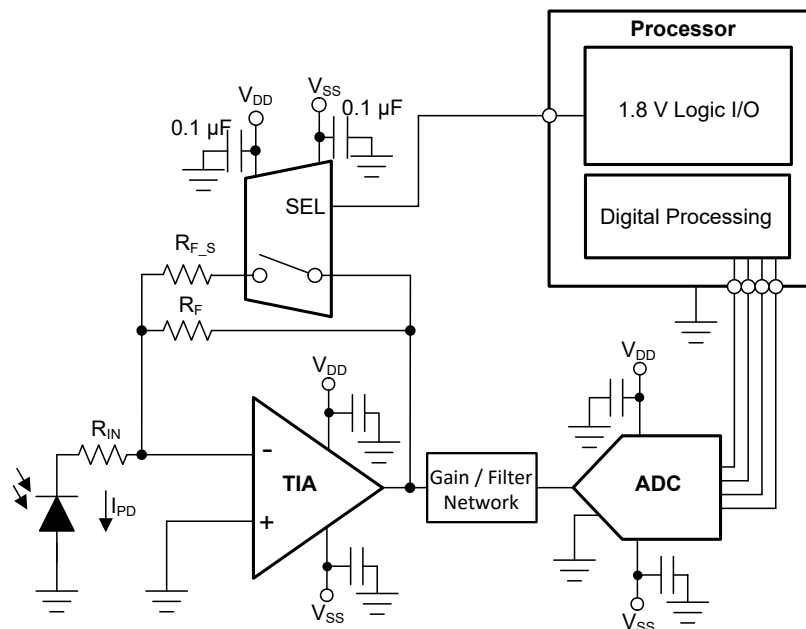 Processor
1.8 V Logic I/O
Digital Processing
VDD
VSS
0.1 µF
0.1 µF
SEL
RF_S
RF
VDD
RIN
-
TIA
+
IPD
VSS
Gain / Filter
Network
VDD
ADC
VSS